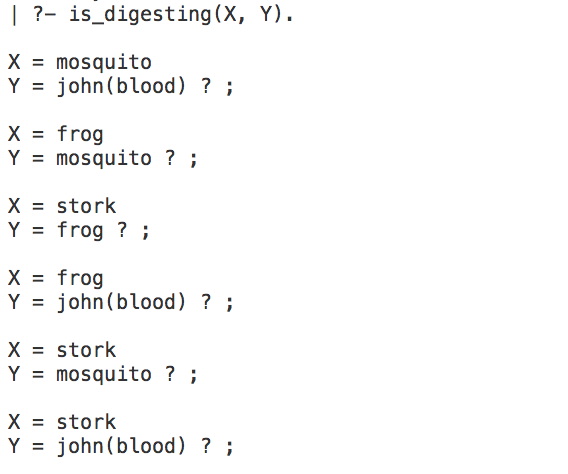 | ?- is_digesting(X, Y).
X = mosquito
Y = john(blood) ? ;
X = frog
Y = mosquito ? ;
X = stork
Y = frog ? ;
X = frog
Y = john(blood) ? ;
X = stork
Y = mosquito ? ;
X = stork
Y = john(blood) ? ;